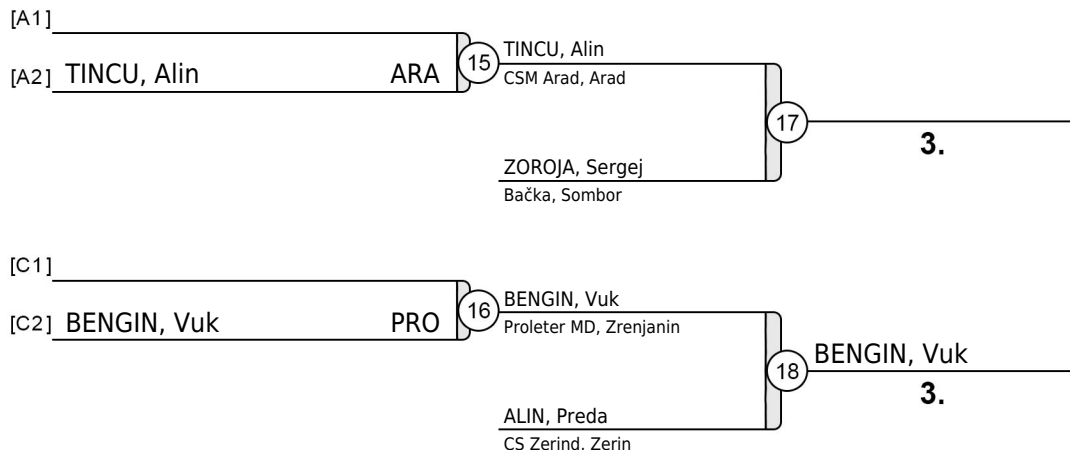 [A1]
[A2] TINCU, Alin ARA
15
TINCU, Alin
CSM Arad, Arad
17
3.
ZOROJA, Sergej
Bačka, Sombor
[C1]
[C2] BENGIN, Vuk PRO
16
BENGIN, Vuk
Proleter MD, Zrenjanin
18
BENGIN, Vuk
3.
ALIN, Preda
CS Zerind, Zerin